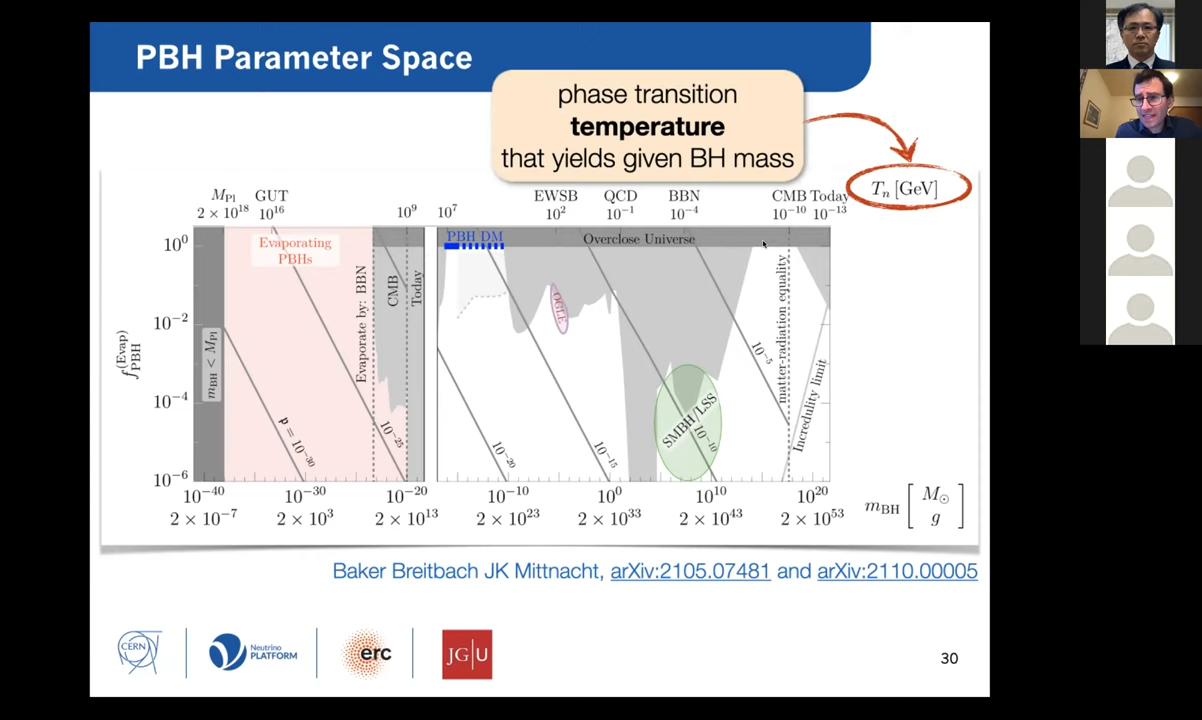 PBH Parameter Space
phase transition
temperature
that yields given BH mass
T_n [GeV]
M_Pl GUT EWSB QCD BBN CMB Today
2 × 10^18 10^16 10^9 10^7 10^2 10^-1 10^-4 10^-10 10^-13
10^0
10^-2
10^-4
10^-6
f_PBH^(Evap)
m_BH < M_Pl
Evaporating
PBHs
Evaporate by: BBN
CMB
Today
PBH DM
Overclose Universe
OGLE
SMBH/LSS
matter-radiation equality
Incredulity limit
p = 10^-30
10^-25
10^-20
10^-15
10^-10
10^-5
10^-40 10^-30 10^-20 10^-10 10^0 10^10 10^20
2 × 10^-7 2 × 10^3 2 × 10^13 2 × 10^23 2 × 10^33 2 × 10^43 2 × 10^53
m_BH [M_⊙
g]
Baker Breitbach JK Mittnacht, arXiv:2105.07481 and arXiv:2110.00005
CERN
Neutrino
PLATFORM
erc
JG|U
30